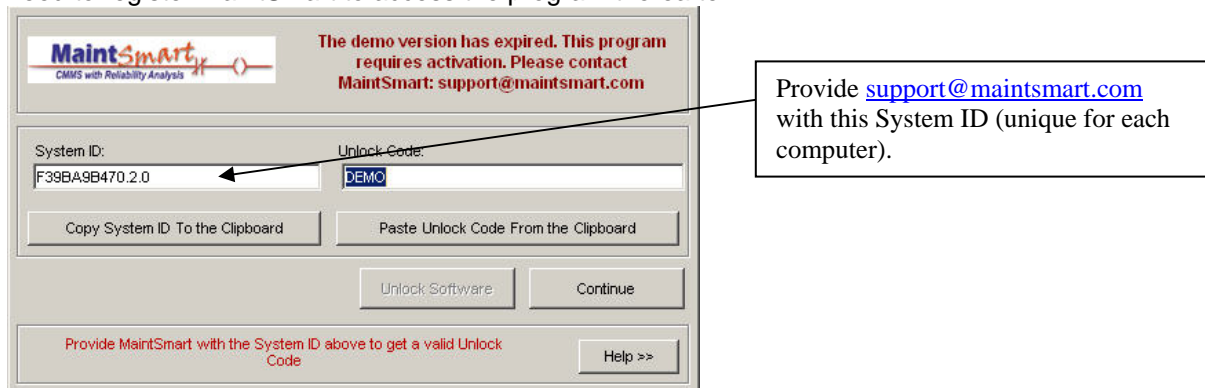 MaintSmart
CMMS with Reliability Analysis
The demo version has expired. This program
requires activation. Please contact
MaintSmart: support@maintsmart.com
Provide support@maintsmart.com
with this System ID (unique for each
computer).
System ID:
Unlock Code:
F39BA9B470.2.0
DEMO
Copy System ID To the Clipboard
Paste Unlock Code From the Clipboard
Unlock Software
Continue
Provide MaintSmart with the System ID above to get a valid Unlock
Code
Help >>